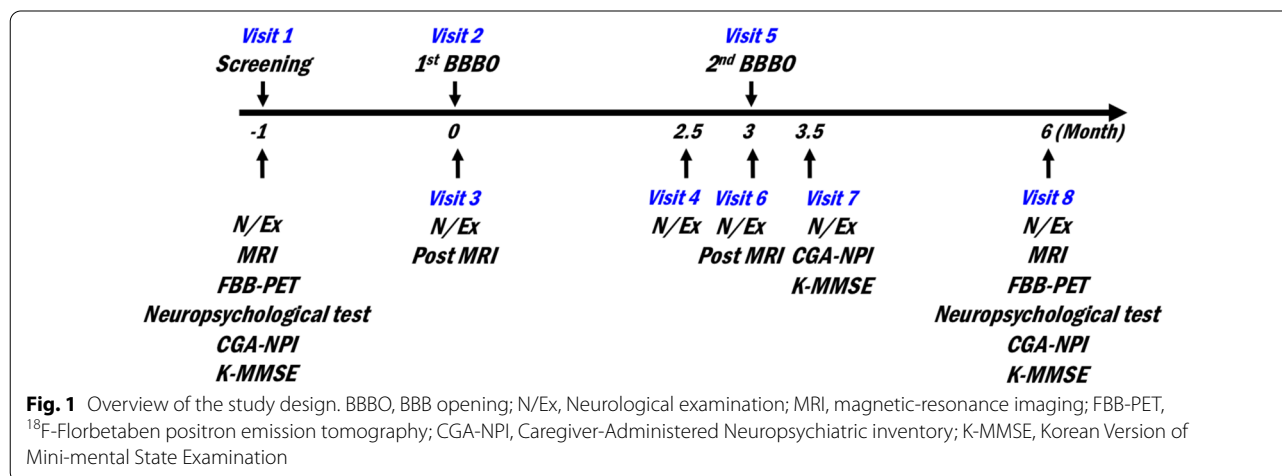 Visit 1 Visit 2 Visit 5
Screening 1st BBBO 2nd BBBO
-1 0 2.5 3 3.5 6 (Month)
Visit 3 Visit 4 Visit 6 Visit 7 Visit 8
N/Ex N/Ex N/Ex N/Ex N/Ex N/Ex
MRI Post MRI Post MRI CGA-NPI MRI
FBB-PET K-MMSE FBB-PET
Neuropsychological test Neuropsychological test
CGA-NPI CGA-NPI
K-MMSE K-MMSE
Fig. 1 Overview of the study design. BBBO, BBB opening; N/Ex, Neurological examination; MRI, magnetic-resonance imaging; FBB-PET,
18F-Florbetaben positron emission tomography; CGA-NPI, Caregiver-Administered Neuropsychiatric inventory; K-MMSE, Korean Version of
Mini-mental State Examination